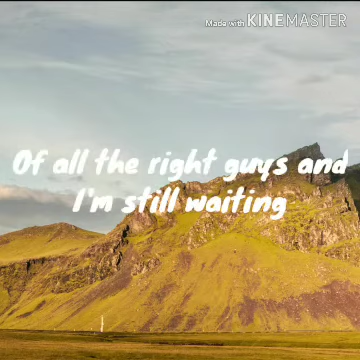 Made with KINEMASTER
Of all the right guys and
I'm still waiting